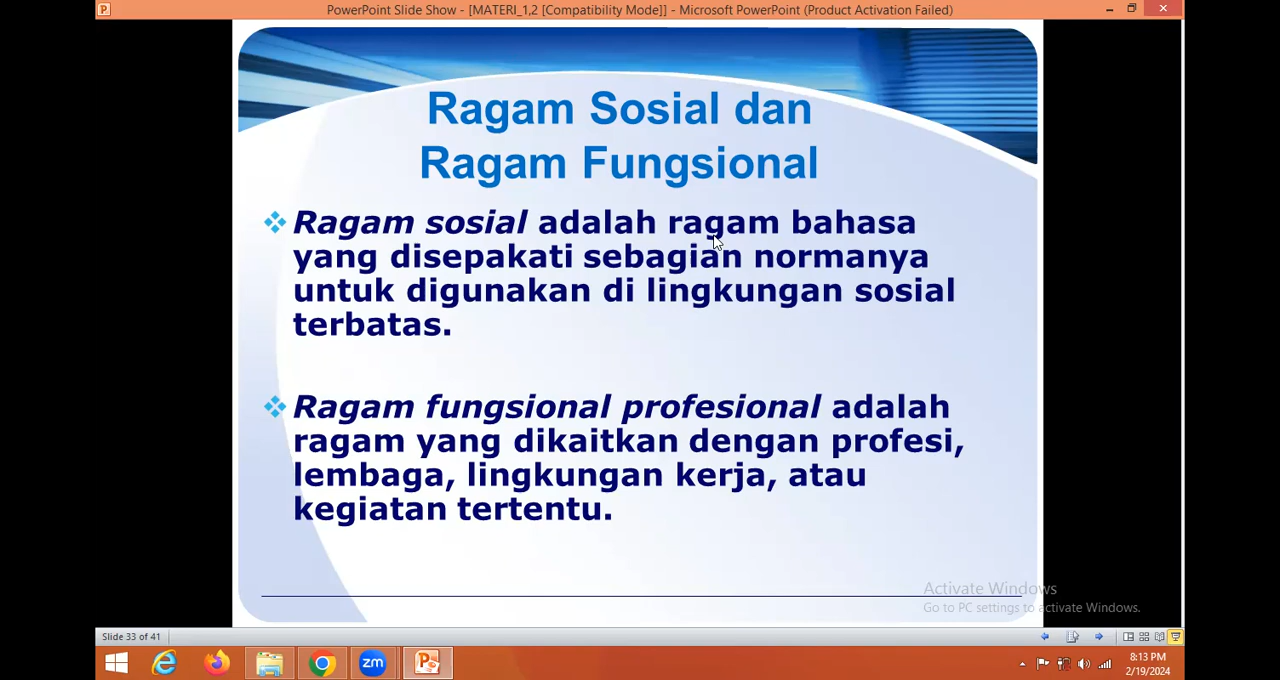 PowerPoint Slide Show - [MATERI_1,2 [Compatibility Mode]] - Microsoft PowerPoint (Product Activation Failed)
Ragam Sosial dan
Ragam Fungsional
Ragam sosial adalah ragam bahasa
yang disepakati sebagian normanya
untuk digunakan di lingkungan sosial
terbatas.
Ragam fungsional profesional adalah
ragam yang dikaitkan dengan profesi,
lembaga, lingkungan kerja, atau
kegiatan tertentu.
Activate Windows
Go to PC settings to activate Windows.
Slide 33 of 41
zm
8:13 PM
2/19/2024